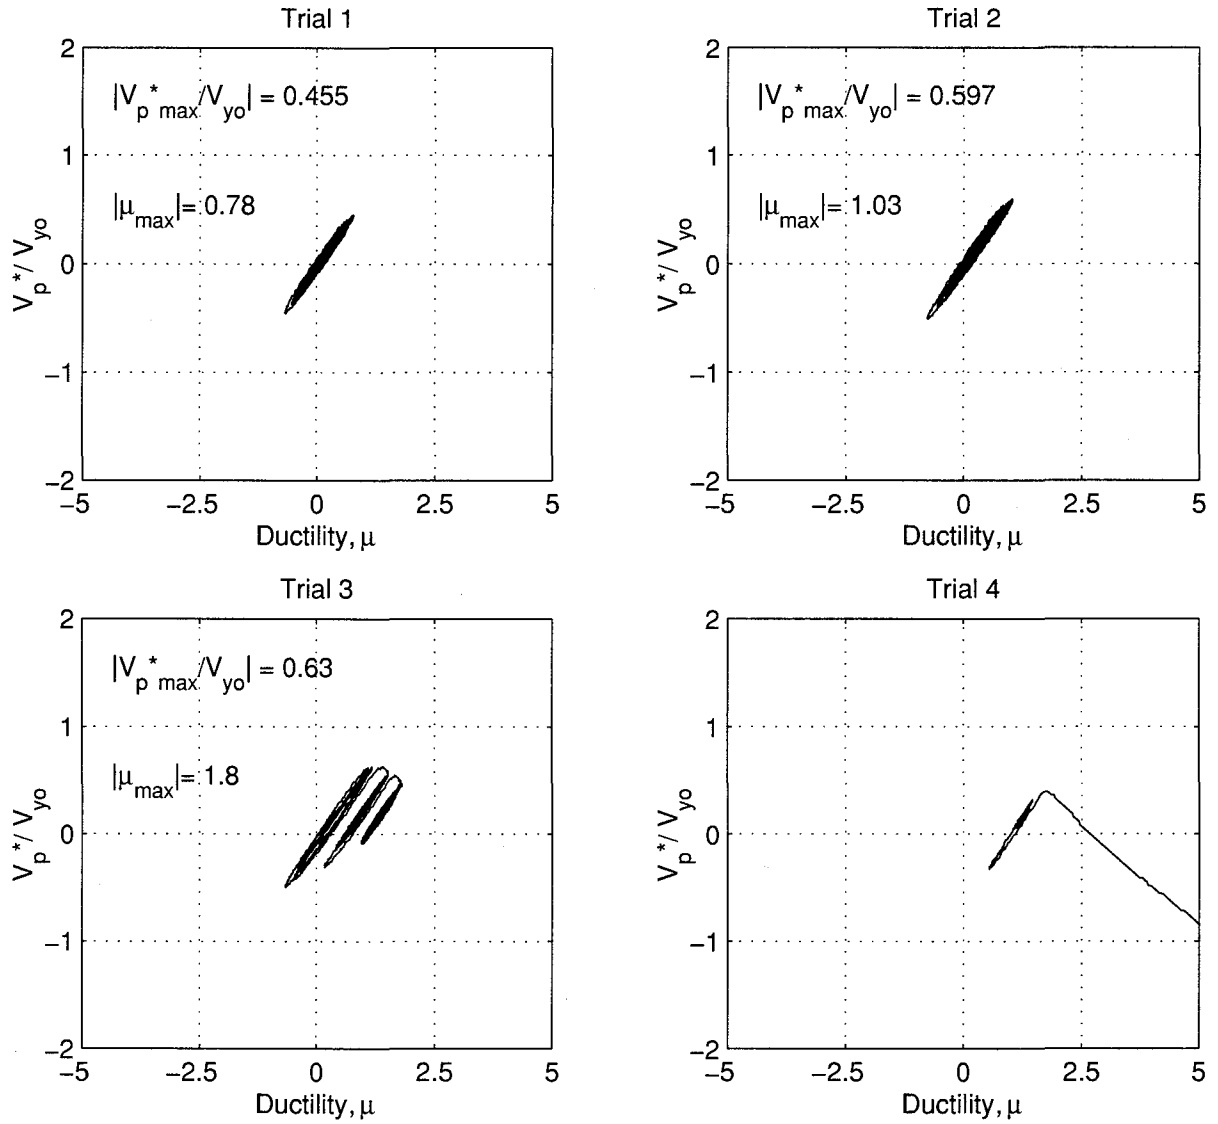 Trial 1
2
|V_p*_max/V_yo| = 0.455
1
|μ_max|= 0.78
0
−1
−2
V_p*/ V_yo
−5 −2.5 0 2.5 5
Ductility, μ
Trial 2
2
|V_p*_max/V_yo| = 0.597
1
|μ_max|= 1.03
0
−1
−2
V_p*/ V_yo
−5 −2.5 0 2.5 5
Ductility, μ
Trial 3
2
|V_p*_max/V_yo| = 0.63
1
|μ_max|= 1.8
0
−1
−2
V_p*/ V_yo
−5 −2.5 0 2.5 5
Ductility, μ
Trial 4
2
1
0
−1
−2
V_p*/ V_yo
−5 −2.5 0 2.5 5
Ductility, μ